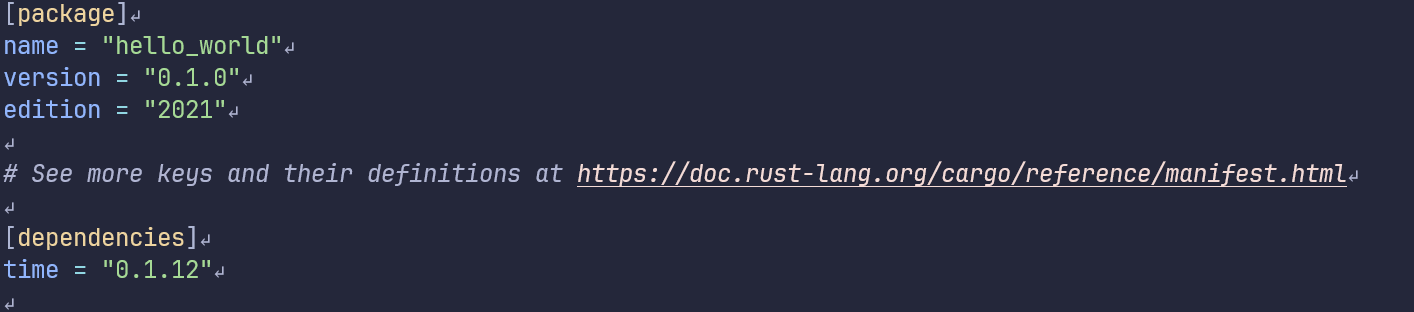 [package]
name = "hello_world"
version = "0.1.0"
edition = "2021"

# See more keys and their definitions at https://doc.rust-lang.org/cargo/reference/manifest.html

[dependencies]
time = "0.1.12"